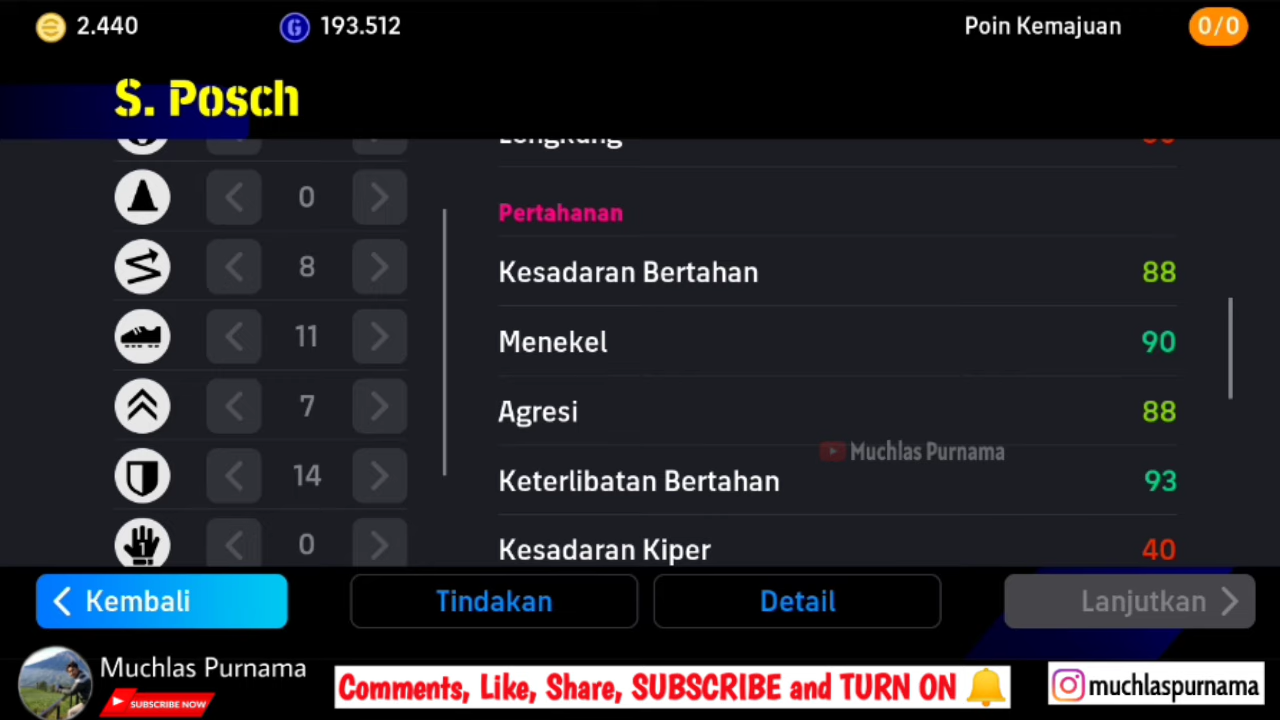 2.440
193.512
Poin Kemajuan
0/0
S. Posch
Lengkung
0
Pertahanan
8
Kesadaran Bertahan
88
11
Menekel
90
7
Agresi
88
Muchlas Purnama
14
Keterlibatan Bertahan
93
0
Kesadaran Kiper
40
Kembali
Tindakan
Detail
Lanjutkan
Muchlas Purnama
SUBSCRIBE NOW
Comments, Like, Share, SUBSCRIBE and TURN ON
muchlaspurnama